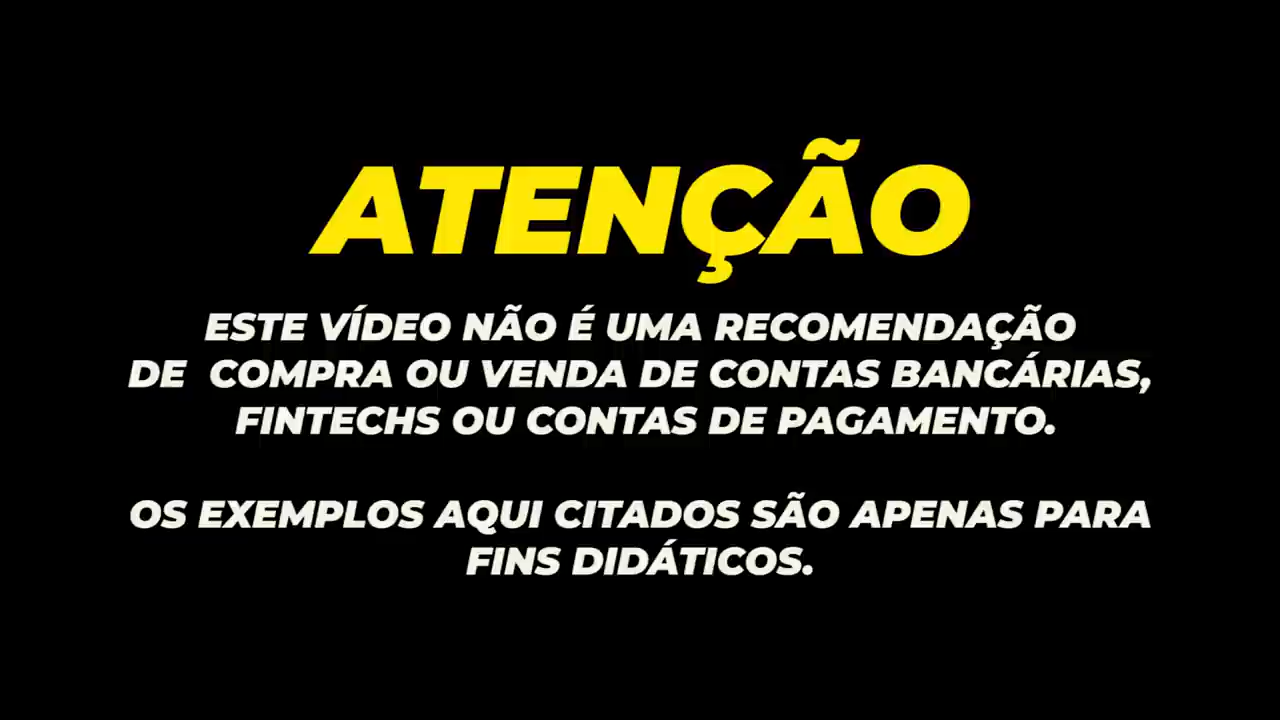 ATENÇÃO
ESTE VÍDEO NÃO É UMA RECOMENDAÇÃO
DE COMPRA OU VENDA DE CONTAS BANCÁRIAS,
FINTECHS OU CONTAS DE PAGAMENTO.
OS EXEMPLOS AQUI CITADOS SÃO APENAS PARA
FINS DIDÁTICOS.